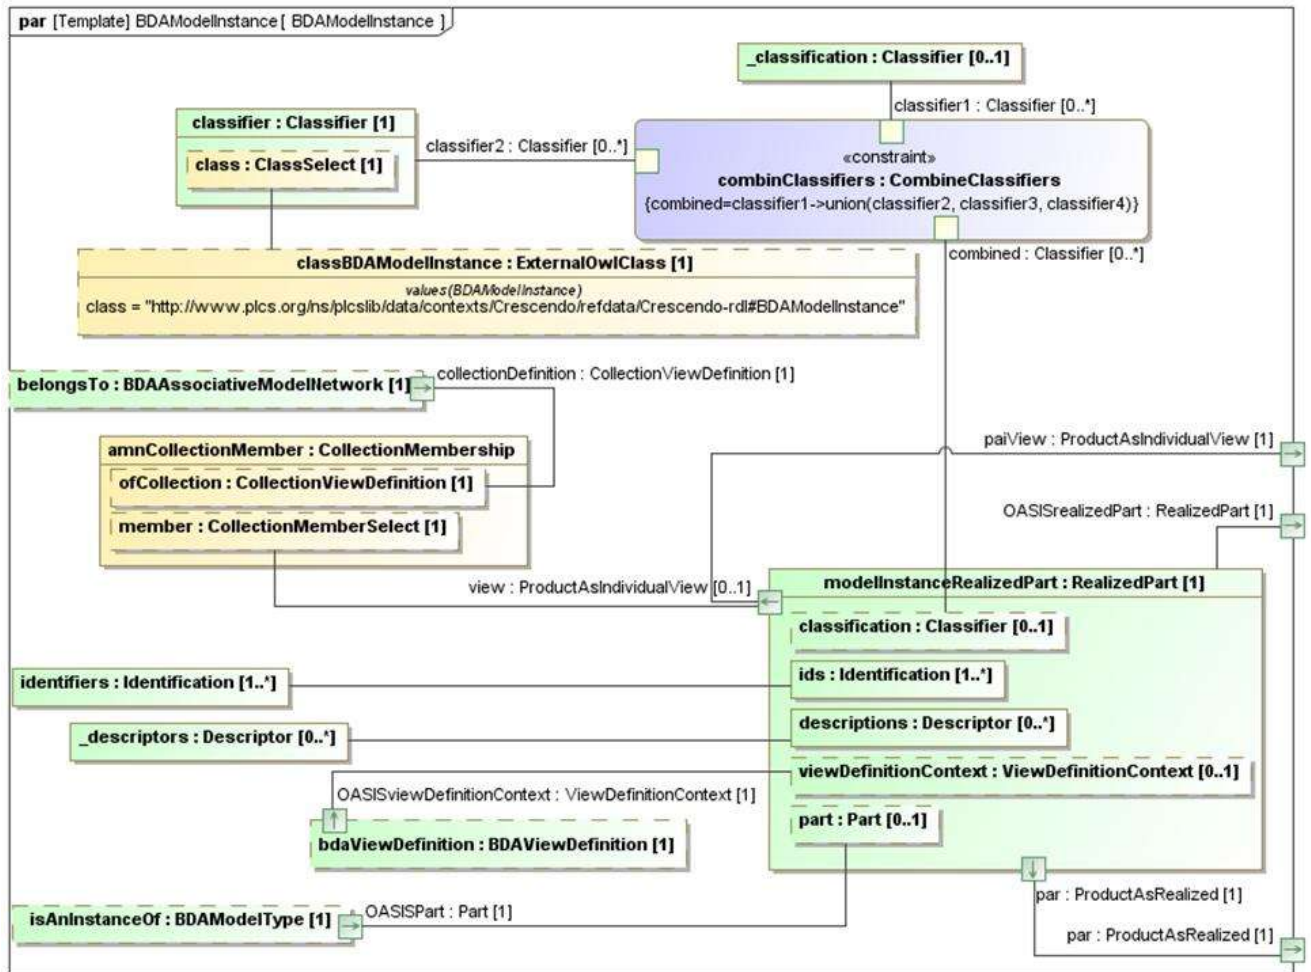 par [Template] BDAModelInstance [ BDAModelInstance ]
_classification : Classifier [0..1]
classifier1 : Classifier [0..*]
classifier : Classifier [1]
class : ClassSelect [1]
classifier2 : Classifier [0..*]
«constraint»
combinClassifiers : CombineClassifiers
{combined=classifier1->union(classifier2, classifier3, classifier4)}
combined : Classifier [0..*]
classBDAModelInstance : ExternalOwlClass [1]
values(BDAModelInstance)
class = "http://www.plcs.org/ns/plcslib/data/contexts/Crescendo/refdata/Crescendo-rdl#BDAModelInstance"
belongsTo : BDAAssociativeModelNetwork [1]
collectionDefinition : CollectionViewDefinition [1]
amnCollectionMember : CollectionMembership
ofCollection : CollectionViewDefinition [1]
member : CollectionMemberSelect [1]
paiView : ProductAsIndividualView [1]
OASISrealizedPart : RealizedPart [1]
view : ProductAsIndividualView [0..1]
modelInstanceRealizedPart : RealizedPart [1]
classification : Classifier [0..1]
identifiers : Identification [1..*]
ids : Identification [1..*]
_descriptors : Descriptor [0..*]
descriptions : Descriptor [0..*]
viewDefinitionContext : ViewDefinitionContext [0..1]
OASISviewDefinitionContext : ViewDefinitionContext [1]
part : Part [0..1]
bdaViewDefinition : BDAViewDefinition [1]
par : ProductAsRealized [1]
isAnInstanceOf : BDAModelType [1]
OASISPart : Part [1]
par : ProductAsRealized [1]